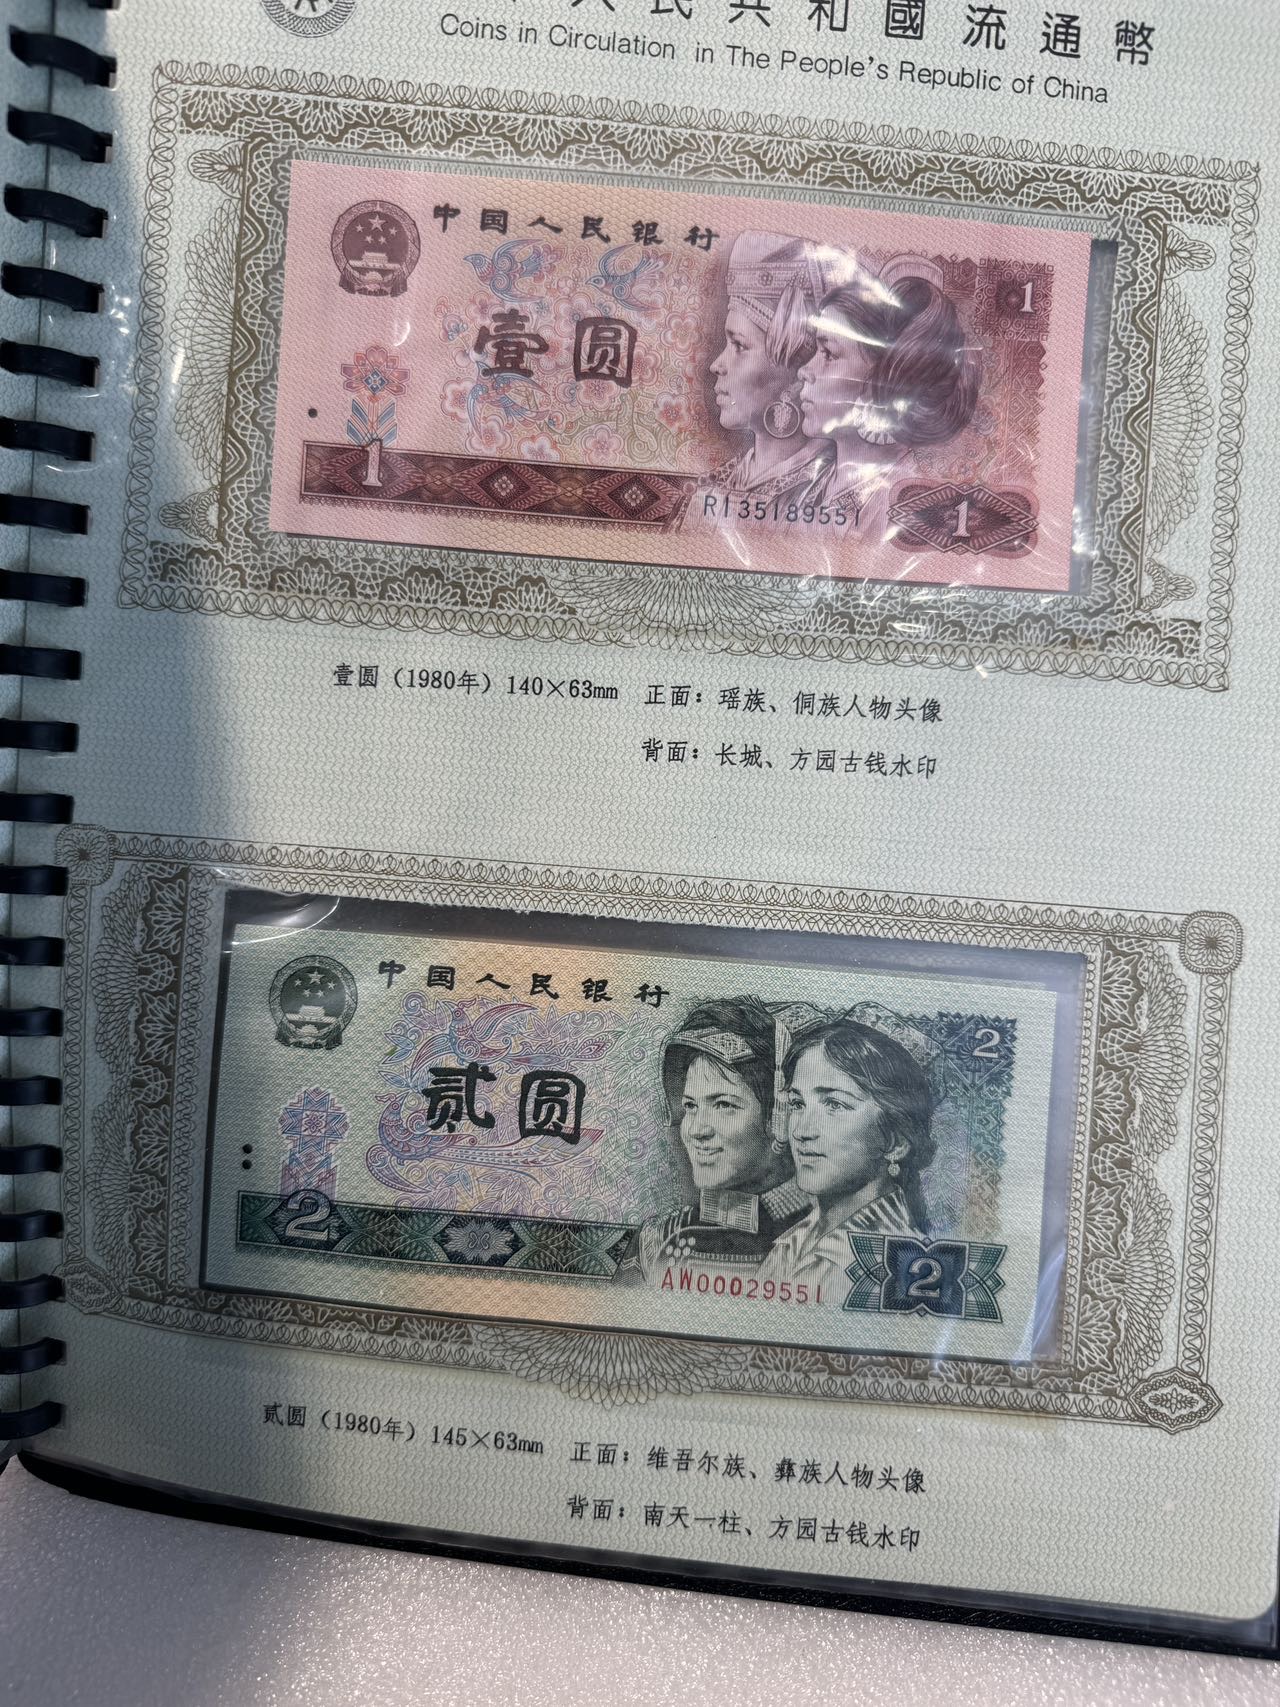 人民共和國流通幣
Coins in Circulation in The People's Republic of China
中国人民银行
1
壹圆
1
RI35189551
1
壹圆（1980年）140×63mm 正面：瑶族、侗族人物头像
背面：长城、方园古钱水印
中国人民银行
2
贰圆
2
AW00029551
2
贰圆（1980年）145×63mm 正面：维吾尔族、彝族人物头像
背面：南天一柱、方园古钱水印